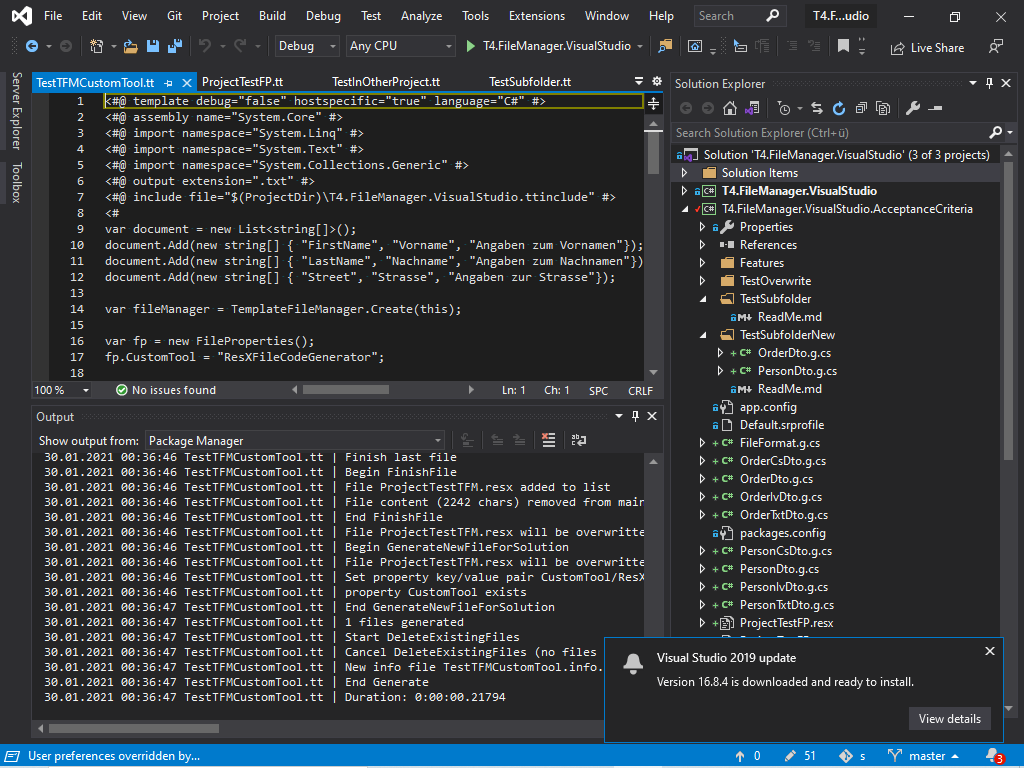 File Edit View Git Project Build Debug Test Analyze Tools Extensions Window Help Search T4.F...udio
Debug Any CPU T4.FileManager.VisualStudio Live Share
Server Explorer
Toolbox
TestTFMCustomTool.tt ProjectTestFP.tt TestInOtherProject.tt TestSubfolder.tt
1 <#@ template debug="false" hostspecific="true" language="C#" #>
2 <#@ assembly name="System.Core" #>
3 <#@ import namespace="System.Linq" #>
4 <#@ import namespace="System.Text" #>
5 <#@ import namespace="System.Collections.Generic" #>
6 <#@ output extension=".txt" #>
7 <#@ include file="$(ProjectDir)\T4.FileManager.VisualStudio.ttinclude" #>
8 <#
9 var document = new List<string[]>();
10 document.Add(new string[] { "FirstName", "Vorname", "Angaben zum Vornamen"});
11 document.Add(new string[] { "LastName", "Nachname", "Angaben zum Nachnamen"})
12 document.Add(new string[] { "Street", "Strasse", "Angaben zur Strasse"});
13
14 var fileManager = TemplateFileManager.Create(this);
15
16 var fp = new FileProperties();
17 fp.CustomTool = "ResXFileCodeGenerator";
18
100 % No issues found Ln: 1 Ch: 1 SPC CRLF
Output
Show output from: Package Manager
30.01.2021 00:36:46 TestTFMCustomTool.tt | Finish last file
30.01.2021 00:36:46 TestTFMCustomTool.tt | Begin FinishFile
30.01.2021 00:36:46 TestTFMCustomTool.tt | File ProjectTestTFM.resx added to list
30.01.2021 00:36:46 TestTFMCustomTool.tt | File content (2242 chars) removed from main
30.01.2021 00:36:46 TestTFMCustomTool.tt | End FinishFile
30.01.2021 00:36:46 TestTFMCustomTool.tt | File ProjectTestTFM.resx will be overwritte
30.01.2021 00:36:46 TestTFMCustomTool.tt | Begin GenerateNewFileForSolution
30.01.2021 00:36:46 TestTFMCustomTool.tt | File ProjectTestTFM.resx will be overwritte
30.01.2021 00:36:46 TestTFMCustomTool.tt | Set property key/value pair CustomTool/ResX
30.01.2021 00:36:46 TestTFMCustomTool.tt | property CustomTool exists
30.01.2021 00:36:47 TestTFMCustomTool.tt | End GenerateNewFileForSolution
30.01.2021 00:36:47 TestTFMCustomTool.tt | 1 files generated
30.01.2021 00:36:47 TestTFMCustomTool.tt | Start DeleteExistingFiles
30.01.2021 00:36:47 TestTFMCustomTool.tt | Cancel DeleteExistingFiles (no files
30.01.2021 00:36:47 TestTFMCustomTool.tt | New info file TestTFMCustomTool.info.
30.01.2021 00:36:47 TestTFMCustomTool.tt | End Generate
30.01.2021 00:36:47 TestTFMCustomTool.tt | Duration: 0:00:00.21794
Solution Explorer
Search Solution Explorer (Ctrl+ü)
Solution 'T4.FileManager.VisualStudio' (3 of 3 projects)
Solution Items
C# T4.FileManager.VisualStudio
C# T4.FileManager.VisualStudio.AcceptanceCriteria
Properties
References
Features
TestOverwrite
TestSubfolder
M↓ ReadMe.md
TestSubfolderNew
+ C# OrderDto.g.cs
+ C# PersonDto.g.cs
M↓ ReadMe.md
app.config
Default.srprofile
+ C# FileFormat.g.cs
+ C# OrderCsDto.g.cs
+ C# OrderDto.g.cs
+ C# OrderIvDto.g.cs
+ C# OrderTxtDto.g.cs
packages.config
+ C# PersonCsDto.g.cs
+ C# PersonDto.g.cs
+ C# PersonIvDto.g.cs
+ C# PersonTxtDto.g.cs
+ ProjectTestFP.resx
Visual Studio 2019 update
Version 16.8.4 is downloaded and ready to install.
View details
User preferences overridden by... 0 51 s master 3